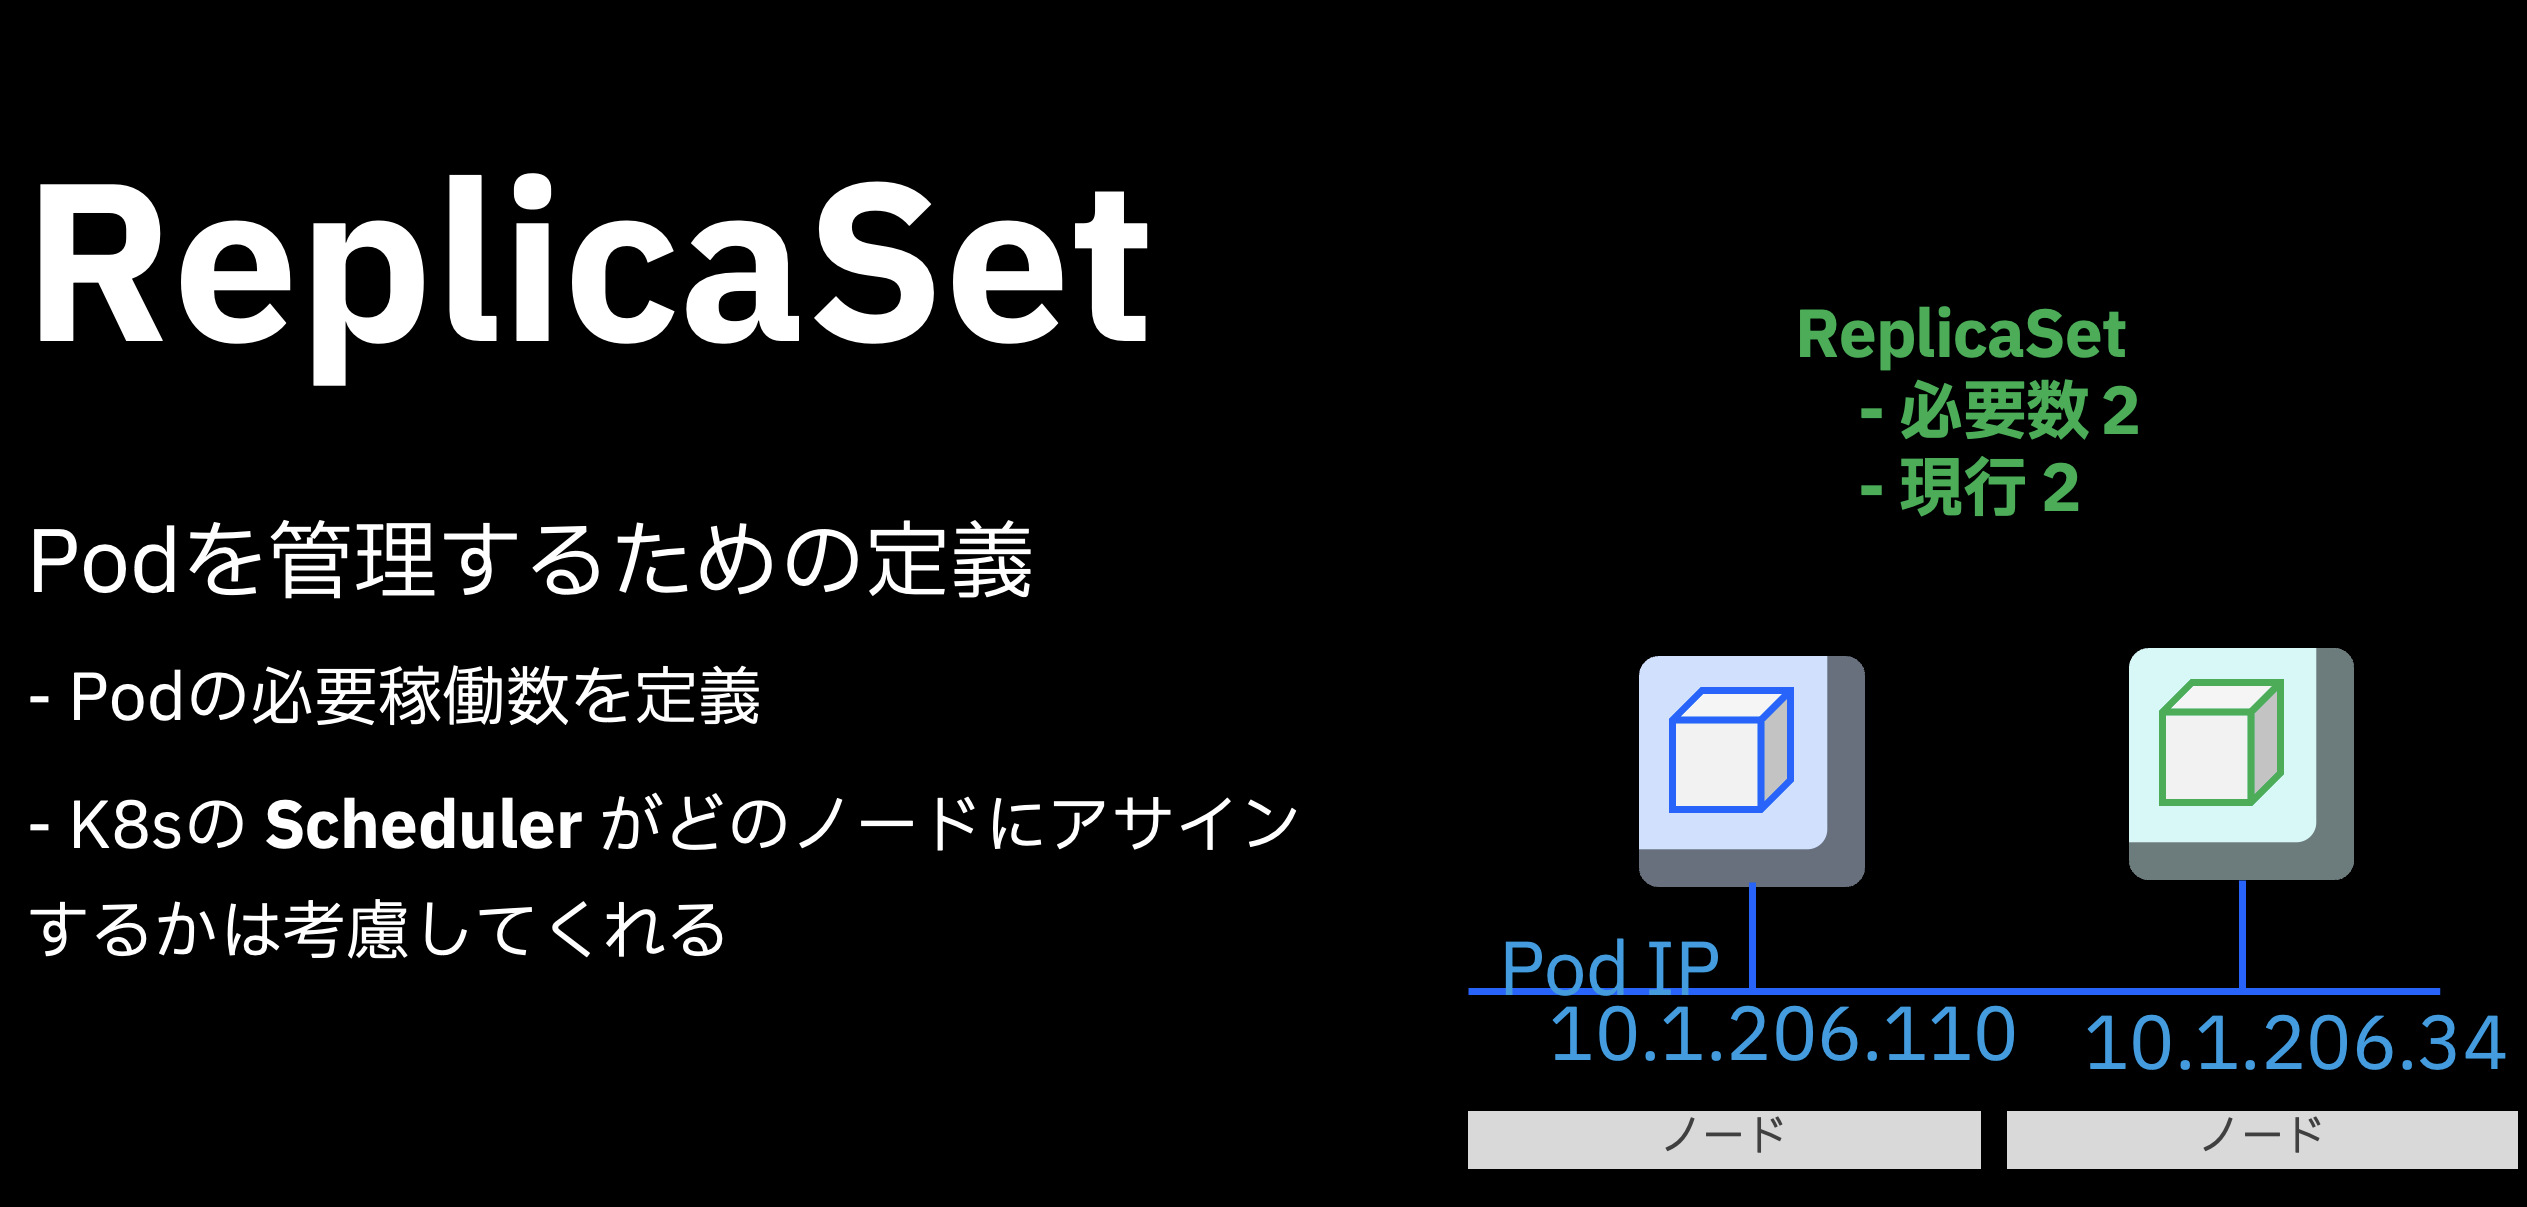 ReplicaSet
Podを管理するための定義
- Podの必要稼働数を定義
- K8sの Scheduler がどのノードにアサイン
するかは考慮してくれる
ReplicaSet
- 必要数 2
- 現行 2
Pod IP
10.1.206.110
10.1.206.34
ノード
ノード